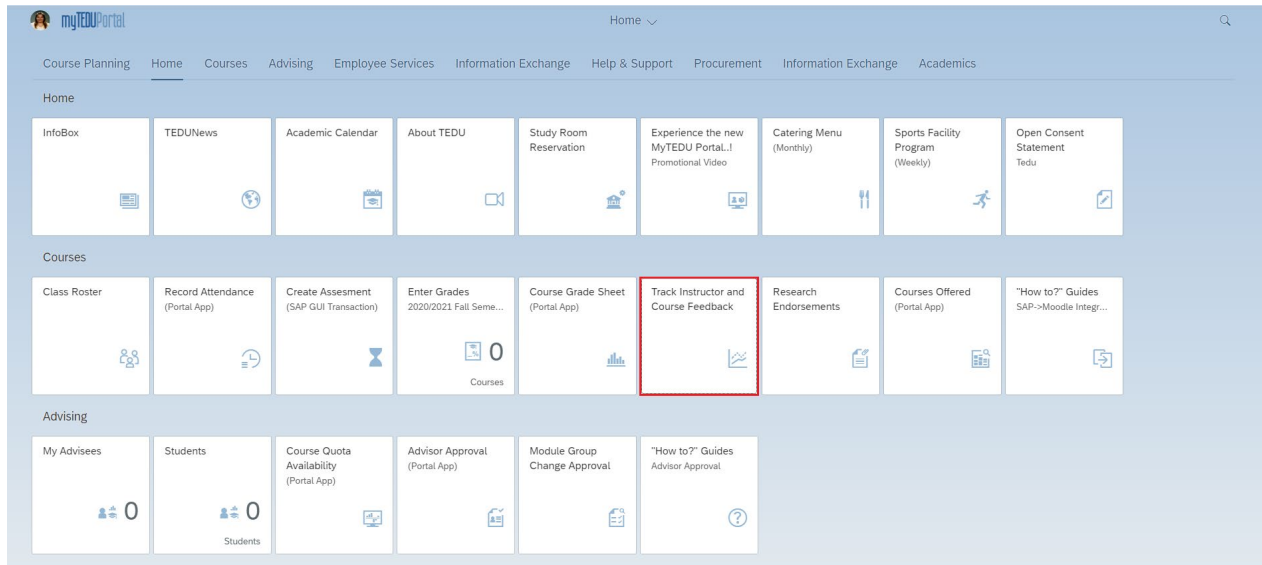 myTEDUPortal
Home
Course Planning Home Courses Advising Employee Services Information Exchange Help & Support Procurement Information Exchange Academics
Home
InfoBox
TEDUNews
Academic Calendar
About TEDU
Study Room
Reservation
Experience the new
MyTEDU Portal..!
Promotional Video
Catering Menu
(Monthly)
Sports Facility
Program
(Weekly)
Open Consent
Statement
Tedu
Courses
Class Roster
Record Attendance
(Portal App)
Create Assesment
(SAP GUI Transaction)
Enter Grades
2020/2021 Fall Seme...
0
Courses
Course Grade Sheet
(Portal App)
Track Instructor and
Course Feedback
Research
Endorsements
Courses Offered
(Portal App)
"How to?" Guides
SAP->Moodle Integr...
Advising
My Advisees
0
Students
0
Students
Course Quota
Availability
(Portal App)
Advisor Approval
(Portal App)
Module Group
Change Approval
"How to?" Guides
Advisor Approval